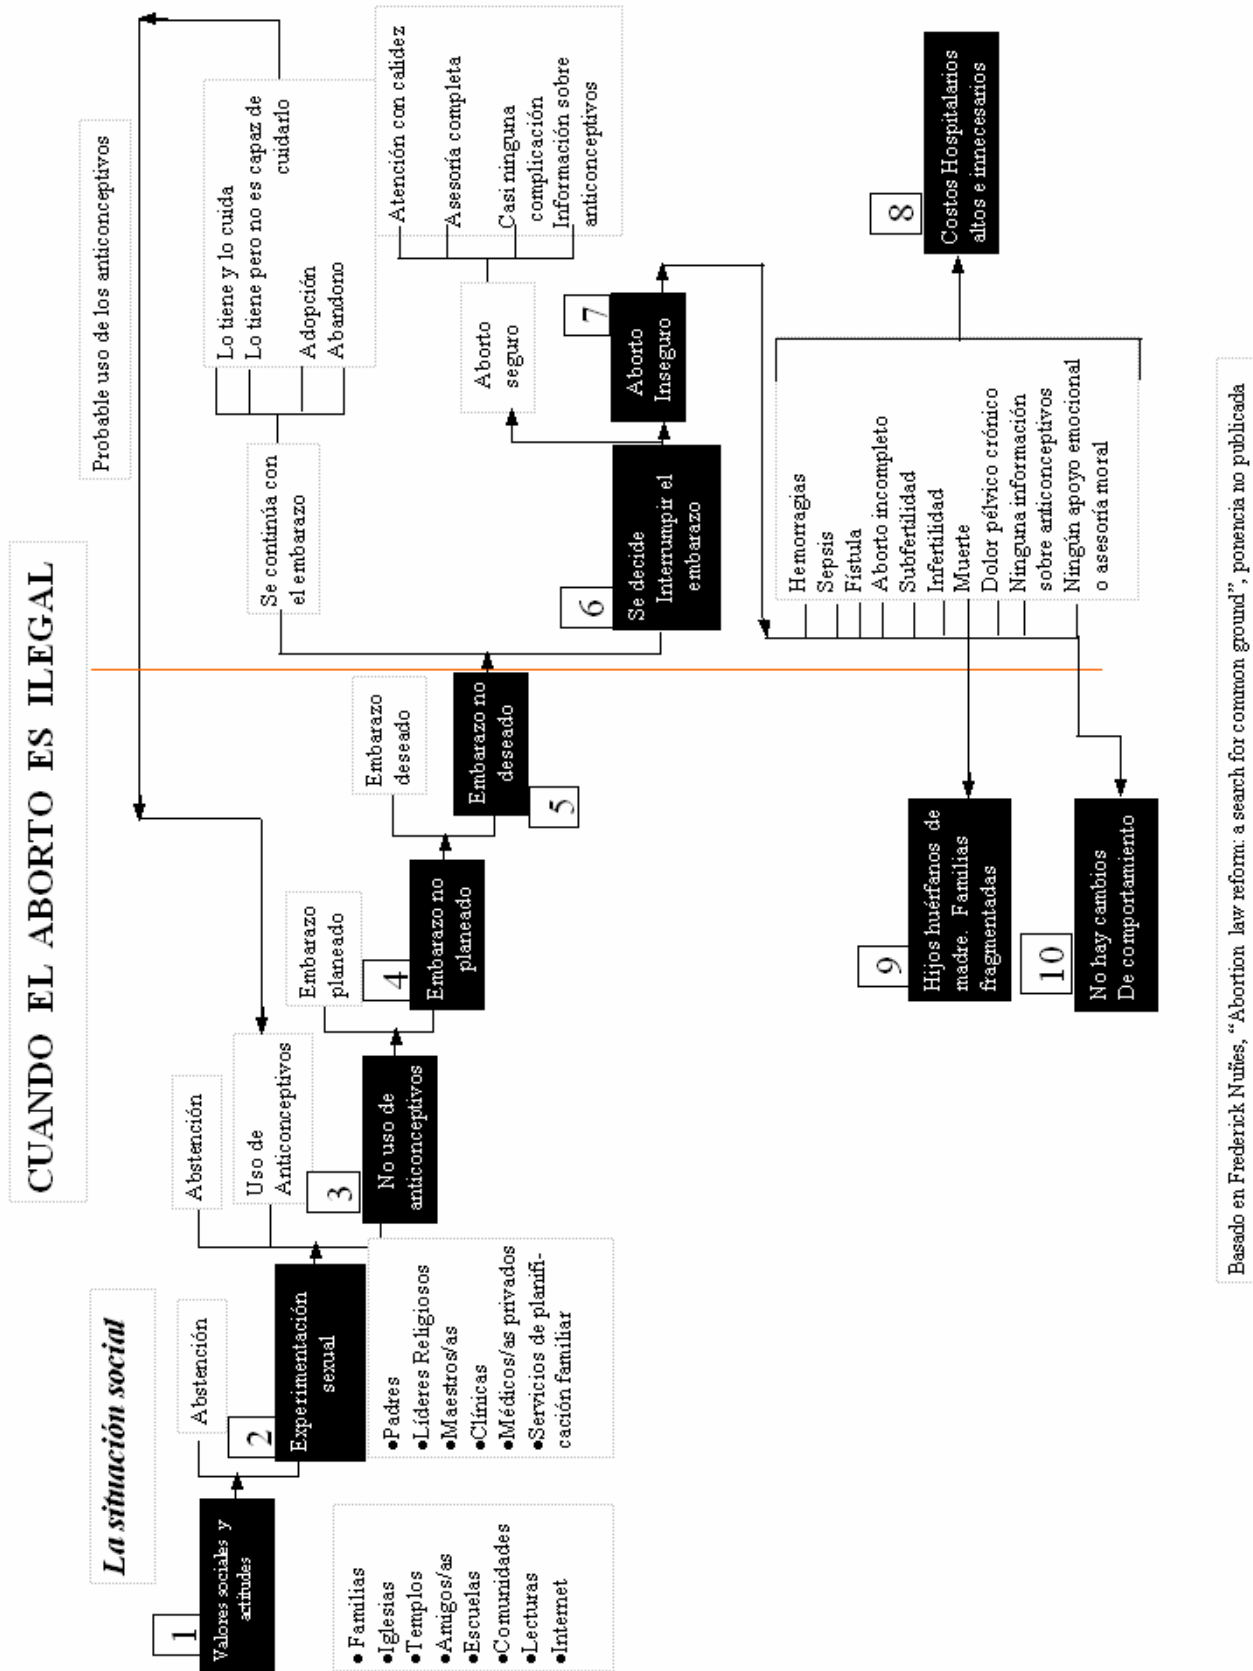 CUANDO EL ABORTO ES ILEGAL
La situación social
1
Valores sociales y
actitudes
• Familias
•Iglesias
•Templos
•Amigos/as
•Escuelas
•Comunidades
•Lecturas
•Internet
Abstención
2
Experimentación
sexual
•Padres
•Líderes Religiosos
•Maestros/as
•Clínicas
•Médicos/as privados
•Servicios de planifi-
cación familiar
Abstención
Uso de
Anticonceptivos
3
No uso de
anticonceptivos
Embarazo
planeado
4
Embarazo no
planeado
Embarazo
deseado
Embarazo no
deseado
5
Probable uso de los anticonceptivos
Se continúa con
el embarazo
Lo tiene y lo cuida
Lo tiene pero no es capaz de
cuidarlo
Adopción
Abandono
6
Se decide
Interrumpir el
embarazo
Aborto
seguro
Atención con calidez
Asesoría completa
Casi ninguna
complicación
Información sobre
anticonceptivos
7
Aborto
Inseguro
Hemorragias
Sepsis
Fístula
Aborto incompleto
Subfertilidad
Infertilidad
Muerte
Dolor pélvico crónico
Ninguna información
sobre anticonceptivos
Ningún apoyo emocional
o asesoría moral
8
Costos Hospitalarios
altos e innecesarios
9
Hijos huérfanos de
madre. Familias
fragmentadas
10
No hay cambios
De comportamiento
Basado en Frederick Nuñes, “Abortion law reform: a search for common ground”, ponencia no publicada